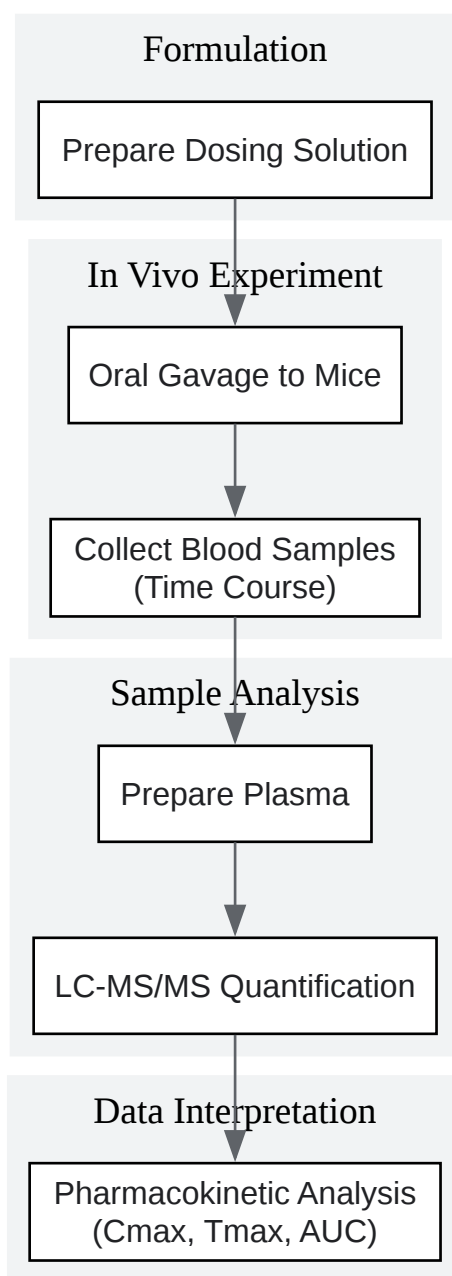 Formulation
Prepare Dosing Solution
In Vivo Experiment
Oral Gavage to Mice
Collect Blood Samples
(Time Course)
Sample Analysis
Prepare Plasma
LC-MS/MS Quantification
Data Interpretation
Pharmacokinetic Analysis
(Cmax, Tmax, AUC)